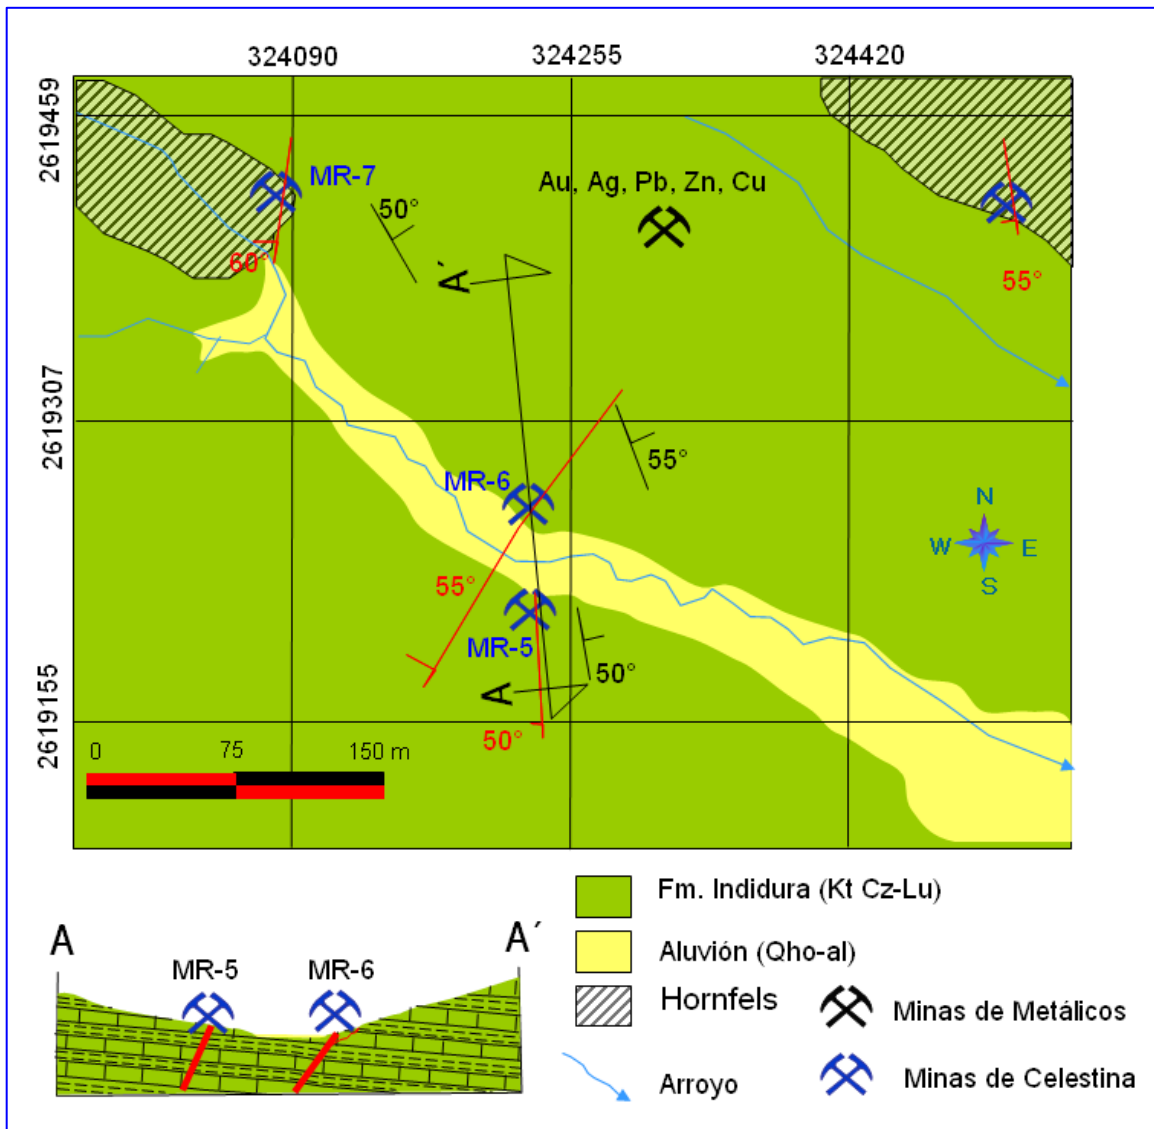 324090
324255
324420
2619459
2619307
2619155
MR-7
50°
Au, Ag, Pb, Zn, Cu
60°
A´
55°
MR-6
55°
55°
N
W
E
S
MR-5
50°
A
50°
0
75
150 m
A
A´
MR-5
MR-6
Fm. Indidura (Kt Cz-Lu)
Aluvión (Qho-al)
Hornfels
Minas de Metálicos
Arroyo
Minas de Celestina